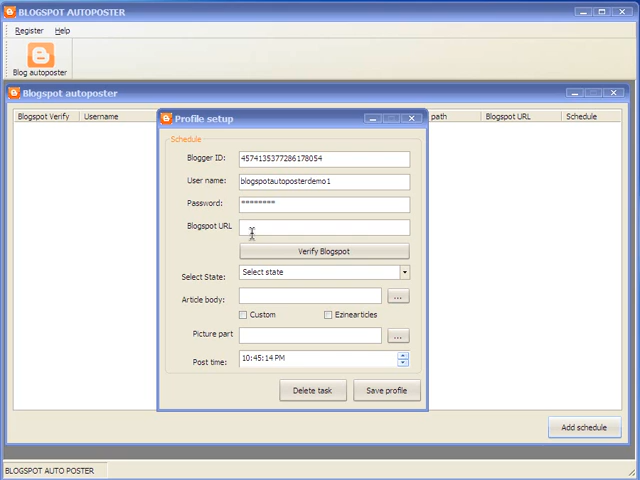 BLOGSPOT AUTOPOSTER
Register Help
Blog autoposter
Blogspot autoposter
Blogspot Verify Username path Blogspot URL Schedule
Profile setup
Schedule
Blogger ID: 4574135377286178054
User name: blogspotautoposterdemo1
Password: ********
Blogspot URL
Verify Blogspot
Select State: Select state
Article body: ...
Custom Ezinearticles
Picture part ...
Post time: 10:45:14 PM
Delete task Save profile
Add schedule
BLOGSPOT AUTO POSTER